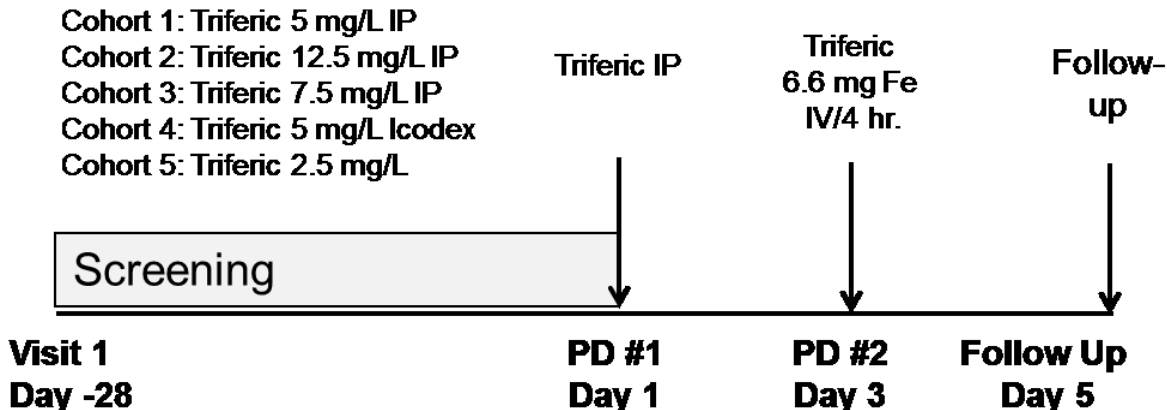 Cohort 1: Triferic 5 mg/L IP
Cohort 2: Triferic 12.5 mg/L IP
Cohort 3: Triferic 7.5 mg/L IP
Cohort 4: Triferic 5 mg/L Icodex
Cohort 5: Triferic 2.5 mg/L
Triferic IP
Triferic
6.6 mg Fe
IV/4 hr.
Follow-
up
Screening
Visit 1
Day -28
PD #1
Day 1
PD #2
Day 3
Follow Up
Day 5